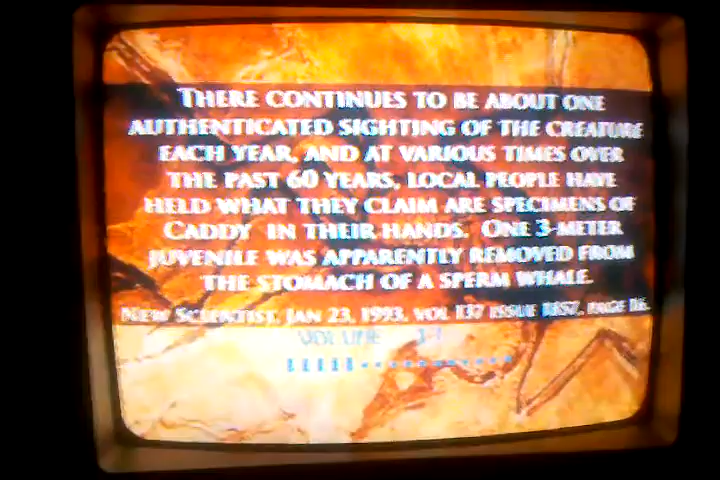 THERE CONTINUES TO BE ABOUT ONE
AUTHENTICATED SIGHTING OF THE CREATURE
EACH YEAR, AND AT VARIOUS TIMES OVER
THE PAST 60 YEARS, LOCAL PEOPLE HAVE
HELD WHAT THEY CLAIM ARE SPECIMENS OF
CADDY IN THEIR HANDS. ONE 3-METER
JUVENILE WAS APPARENTLY REMOVED FROM
THE STOMACH OF A SPERM WHALE.
NEW SCIENTIST, JAN 23, 1993, VOL 137 ISSUE 1857, PAGE 16.
VOLUME